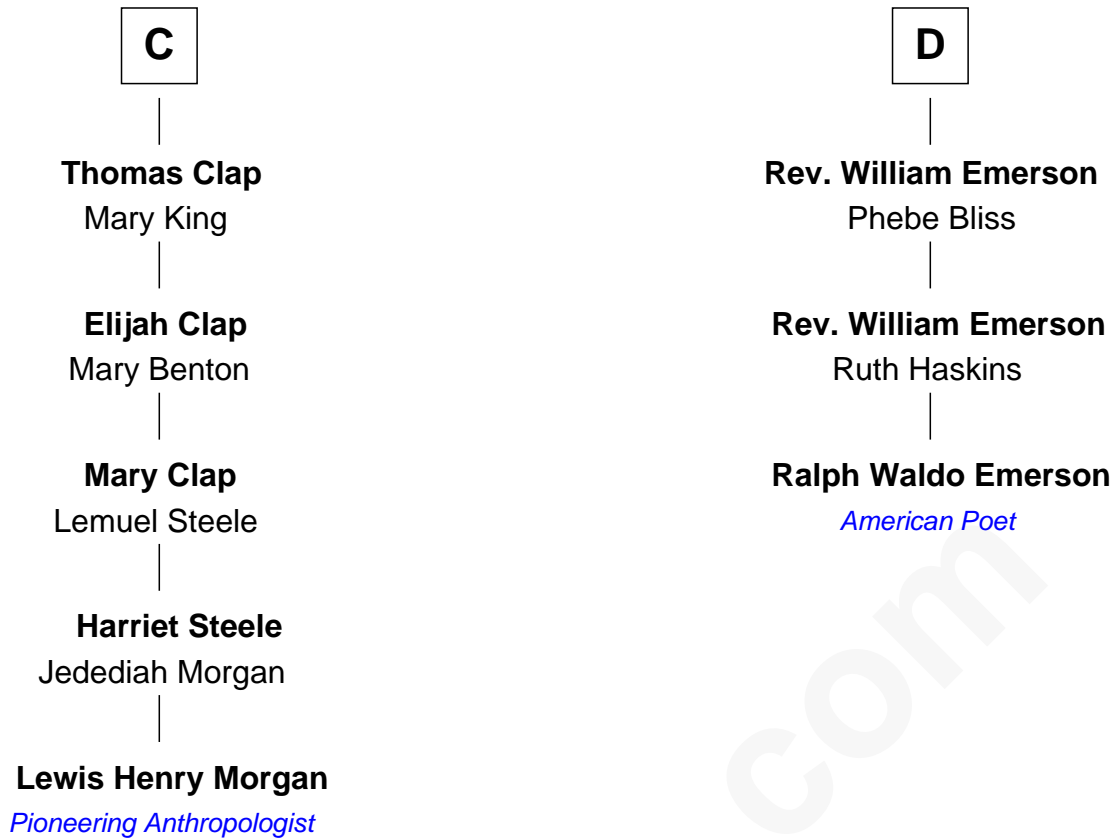 C
Thomas Clap
Mary King
Elijah Clap
Mary Benton
Mary Clap
Lemuel Steele
Harriet Steele
Jedediah Morgan
Lewis Henry Morgan
Pioneering Anthropologist
D
Rev. William Emerson
Phebe Bliss
Rev. William Emerson
Ruth Haskins
Ralph Waldo Emerson
American Poet
com